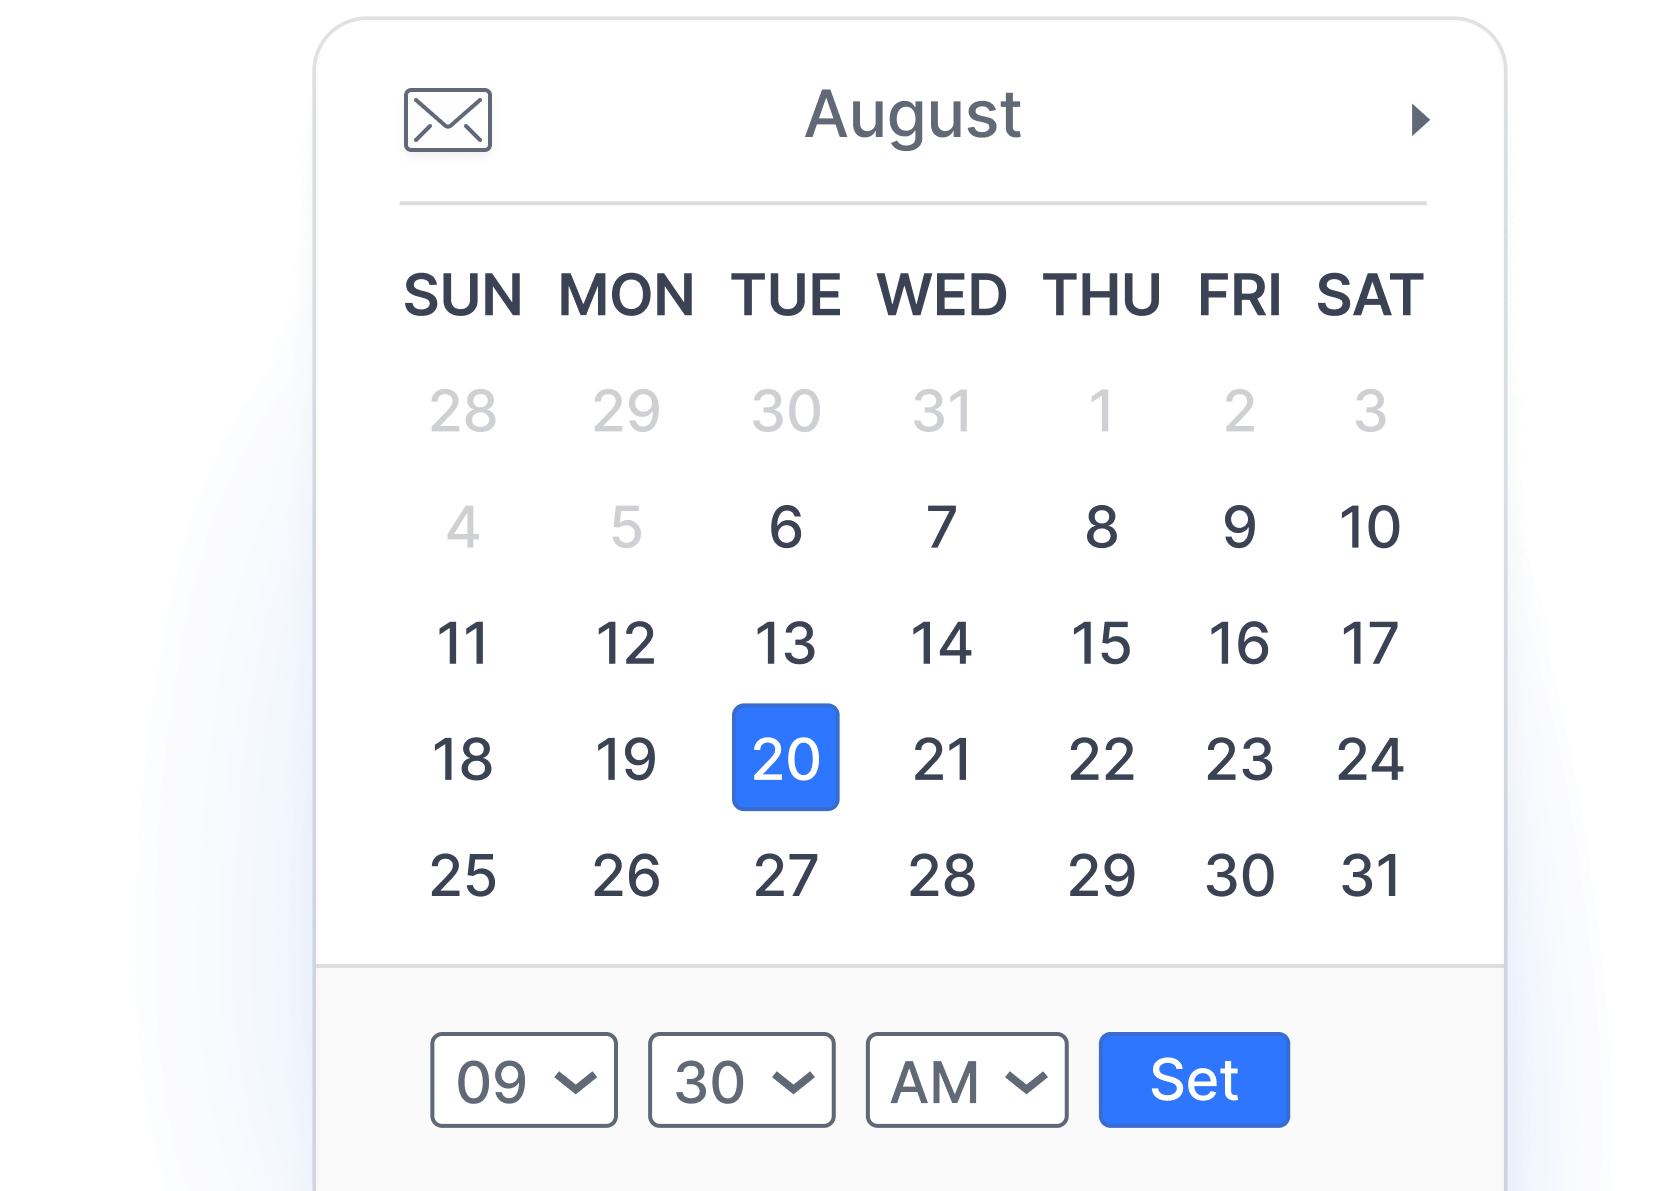 August
SUN MON TUE WED THU FRI SAT
28 29 30 31 1 2 3
4 5 6 7 8 9 10
11 12 13 14 15 16 17
18 19 20 21 22 23 24
25 26 27 28 29 30 31
09 30 AM Set